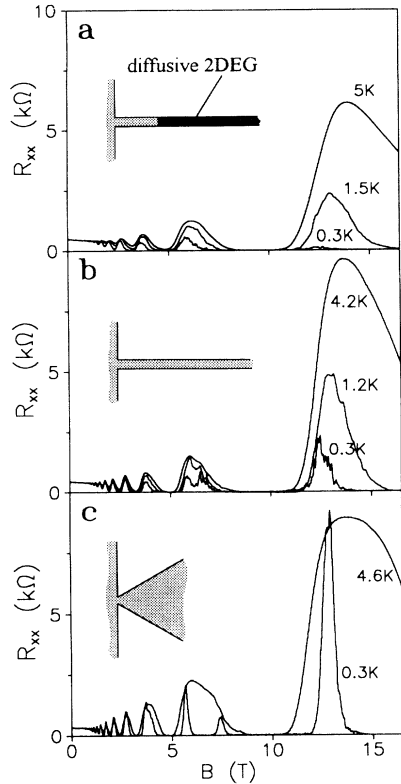 a
10
diffusive 2DEG
5K
5
1.5K
0.3K
0
R_xx (kΩ)
b
4.2K
5
1.2K
0.3K
0
R_xx (kΩ)
c
4.6K
5
0.3K
0
R_xx (kΩ)
0 5 10 15
B (T)